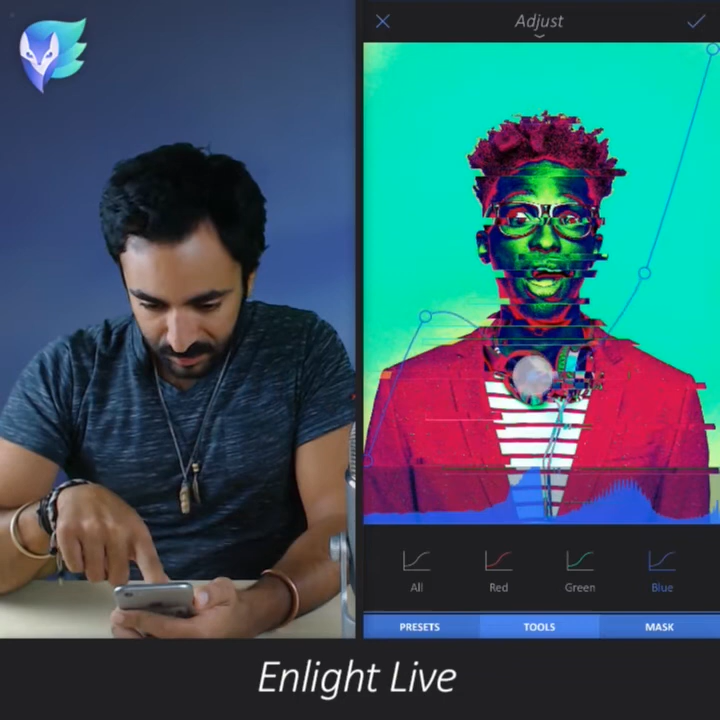 Adjust
All
Red
Green
Blue
PRESETS
TOOLS
MASK
Enlight Live